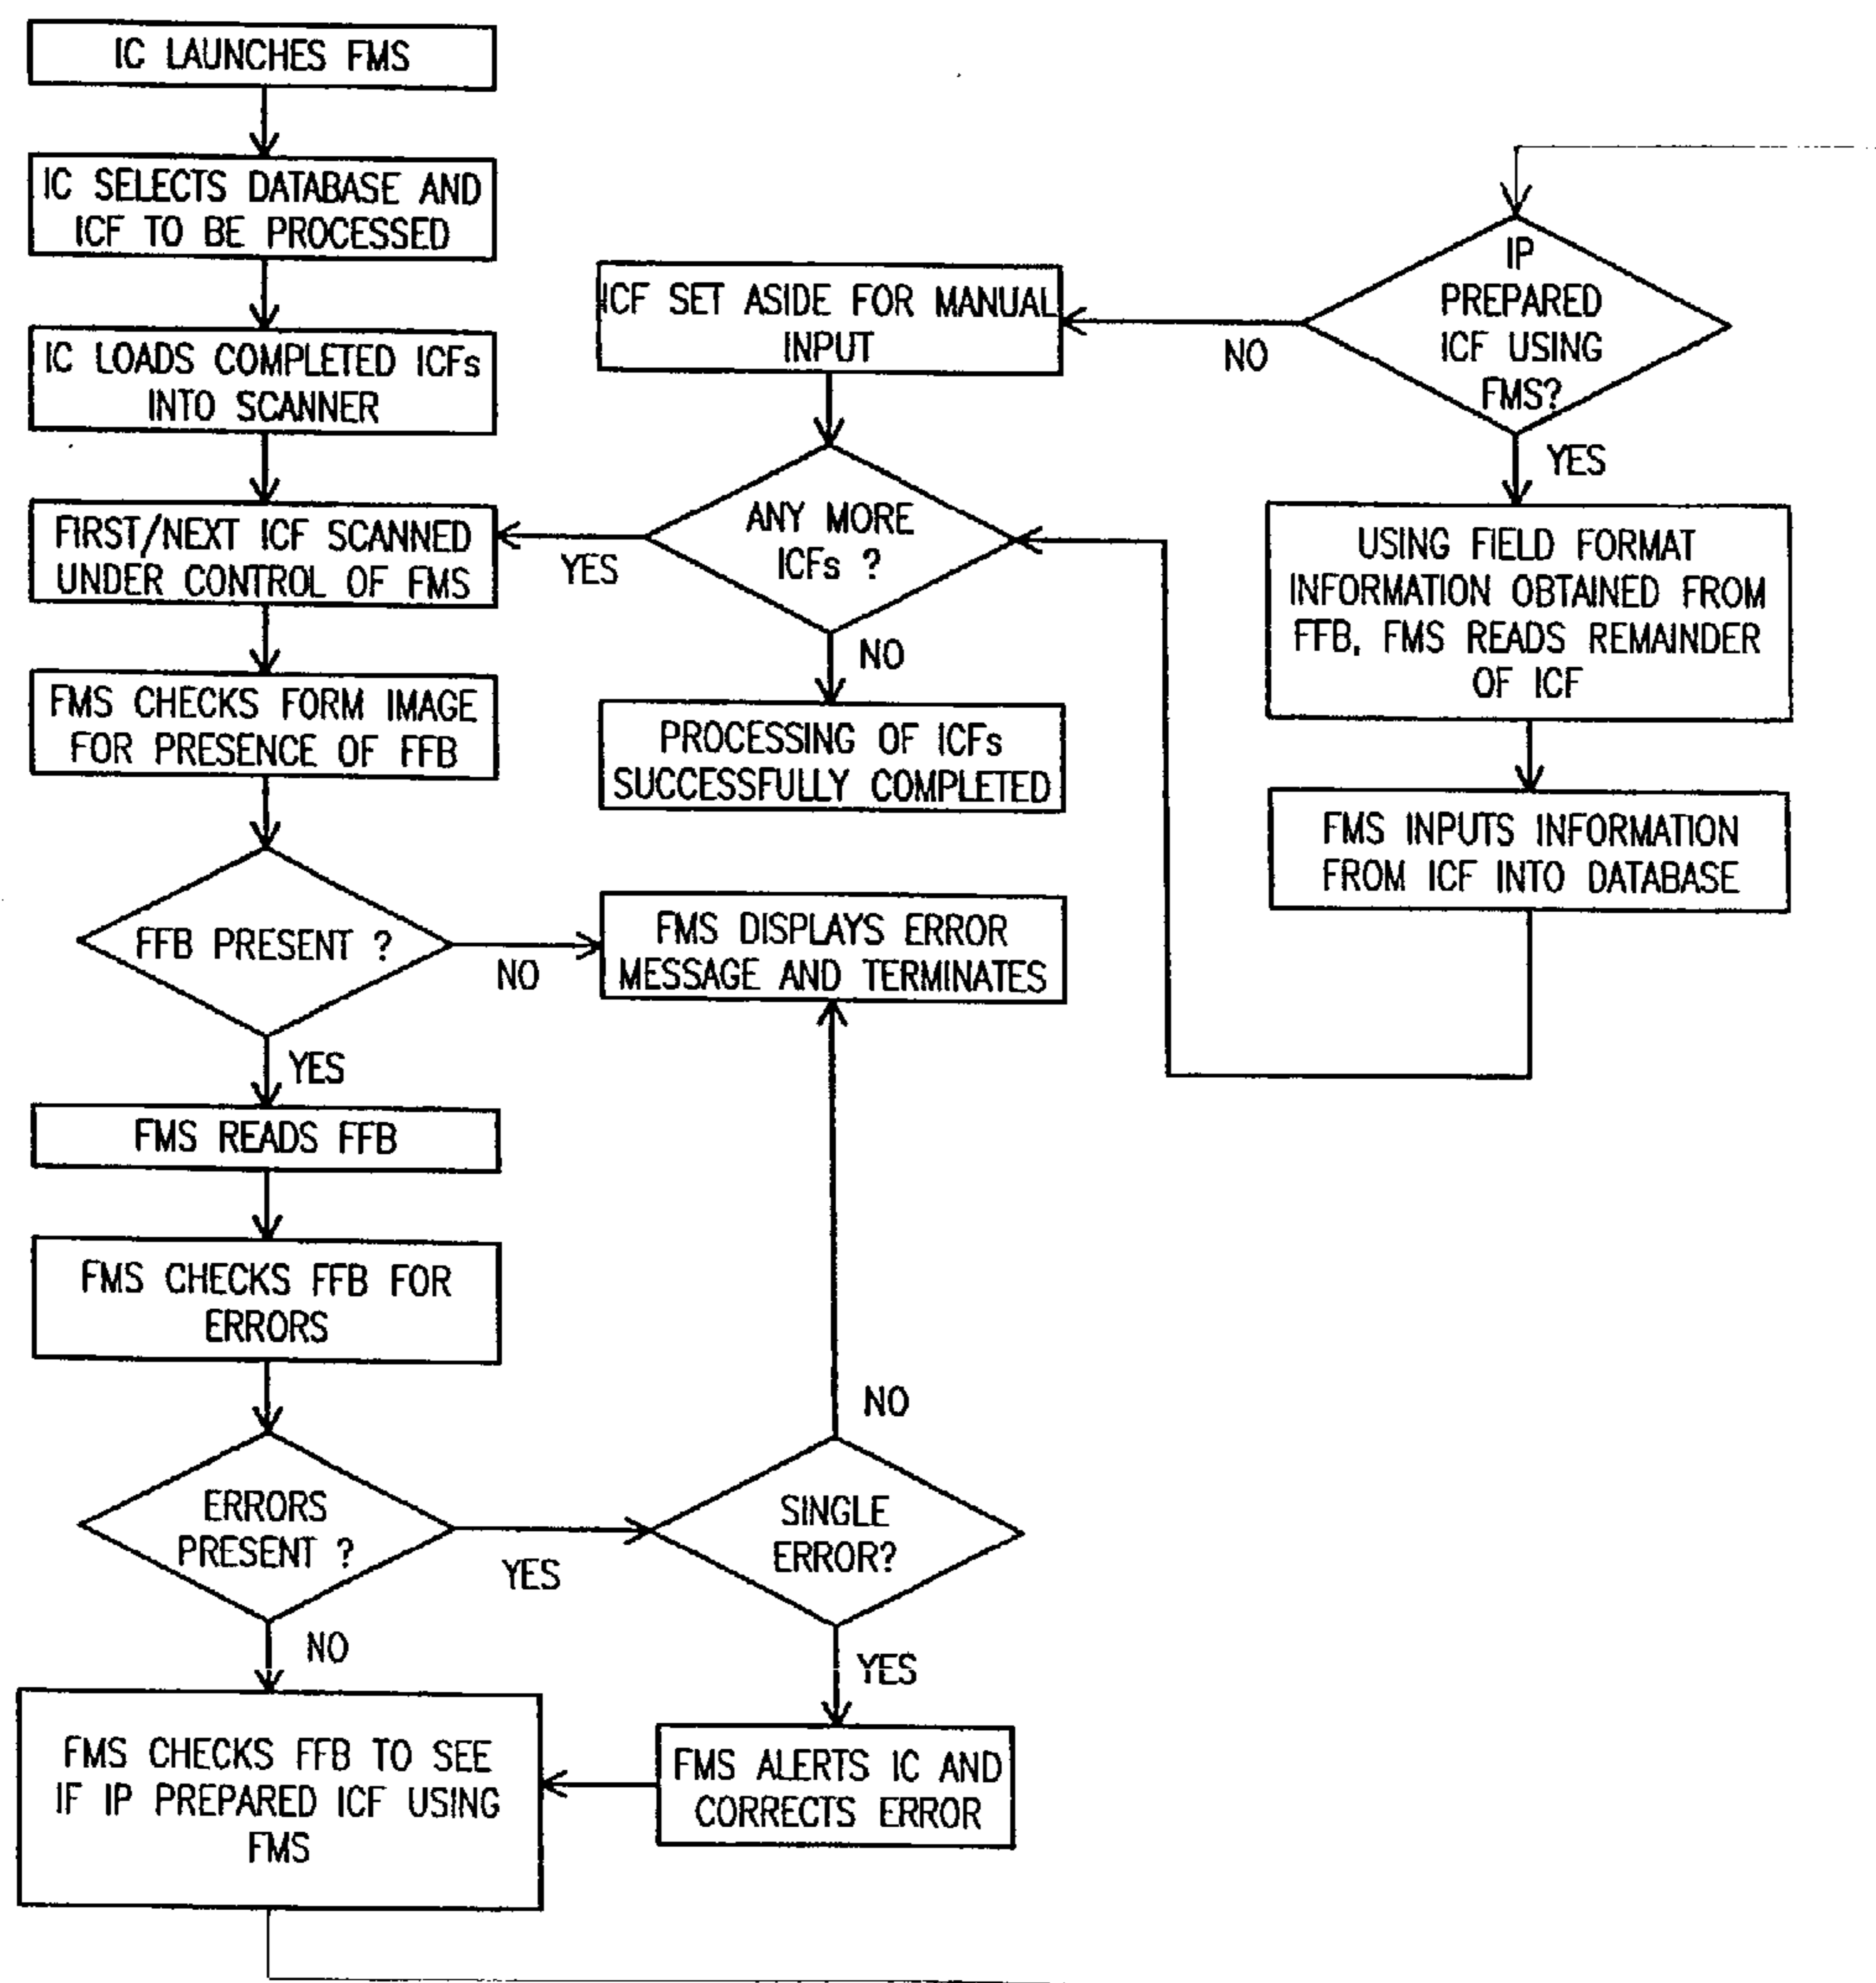 IC LAUNCHES FMS
IC SELECTS DATABASE AND
ICF TO BE PROCESSED
IC LOADS COMPLETED ICFs
INTO SCANNER
FIRST/NEXT ICF SCANNED
UNDER CONTROL OF FMS
FMS CHECKS FORM IMAGE
FOR PRESENCE OF FFB
FFB PRESENT ?
NO
YES
FMS READS FFB
FMS CHECKS FFB FOR
ERRORS
ERRORS
PRESENT ?
YES
NO
FMS CHECKS FFB TO SEE
IF IP PREPARED ICF USING
FMS
ICF SET ASIDE FOR MANUAL
INPUT
ANY MORE
ICFs ?
YES
NO
PROCESSING OF ICFs
SUCCESSFULLY COMPLETED
FMS DISPLAYS ERROR
MESSAGE AND TERMINATES
NO
SINGLE
ERROR?
YES
FMS ALERTS IC AND
CORRECTS ERROR
IP
PREPARED
ICF USING
FMS?
NO
YES
USING FIELD FORMAT
INFORMATION OBTAINED FROM
FFB, FMS READS REMAINDER
OF ICF
FMS INPUTS INFORMATION
FROM ICF INTO DATABASE